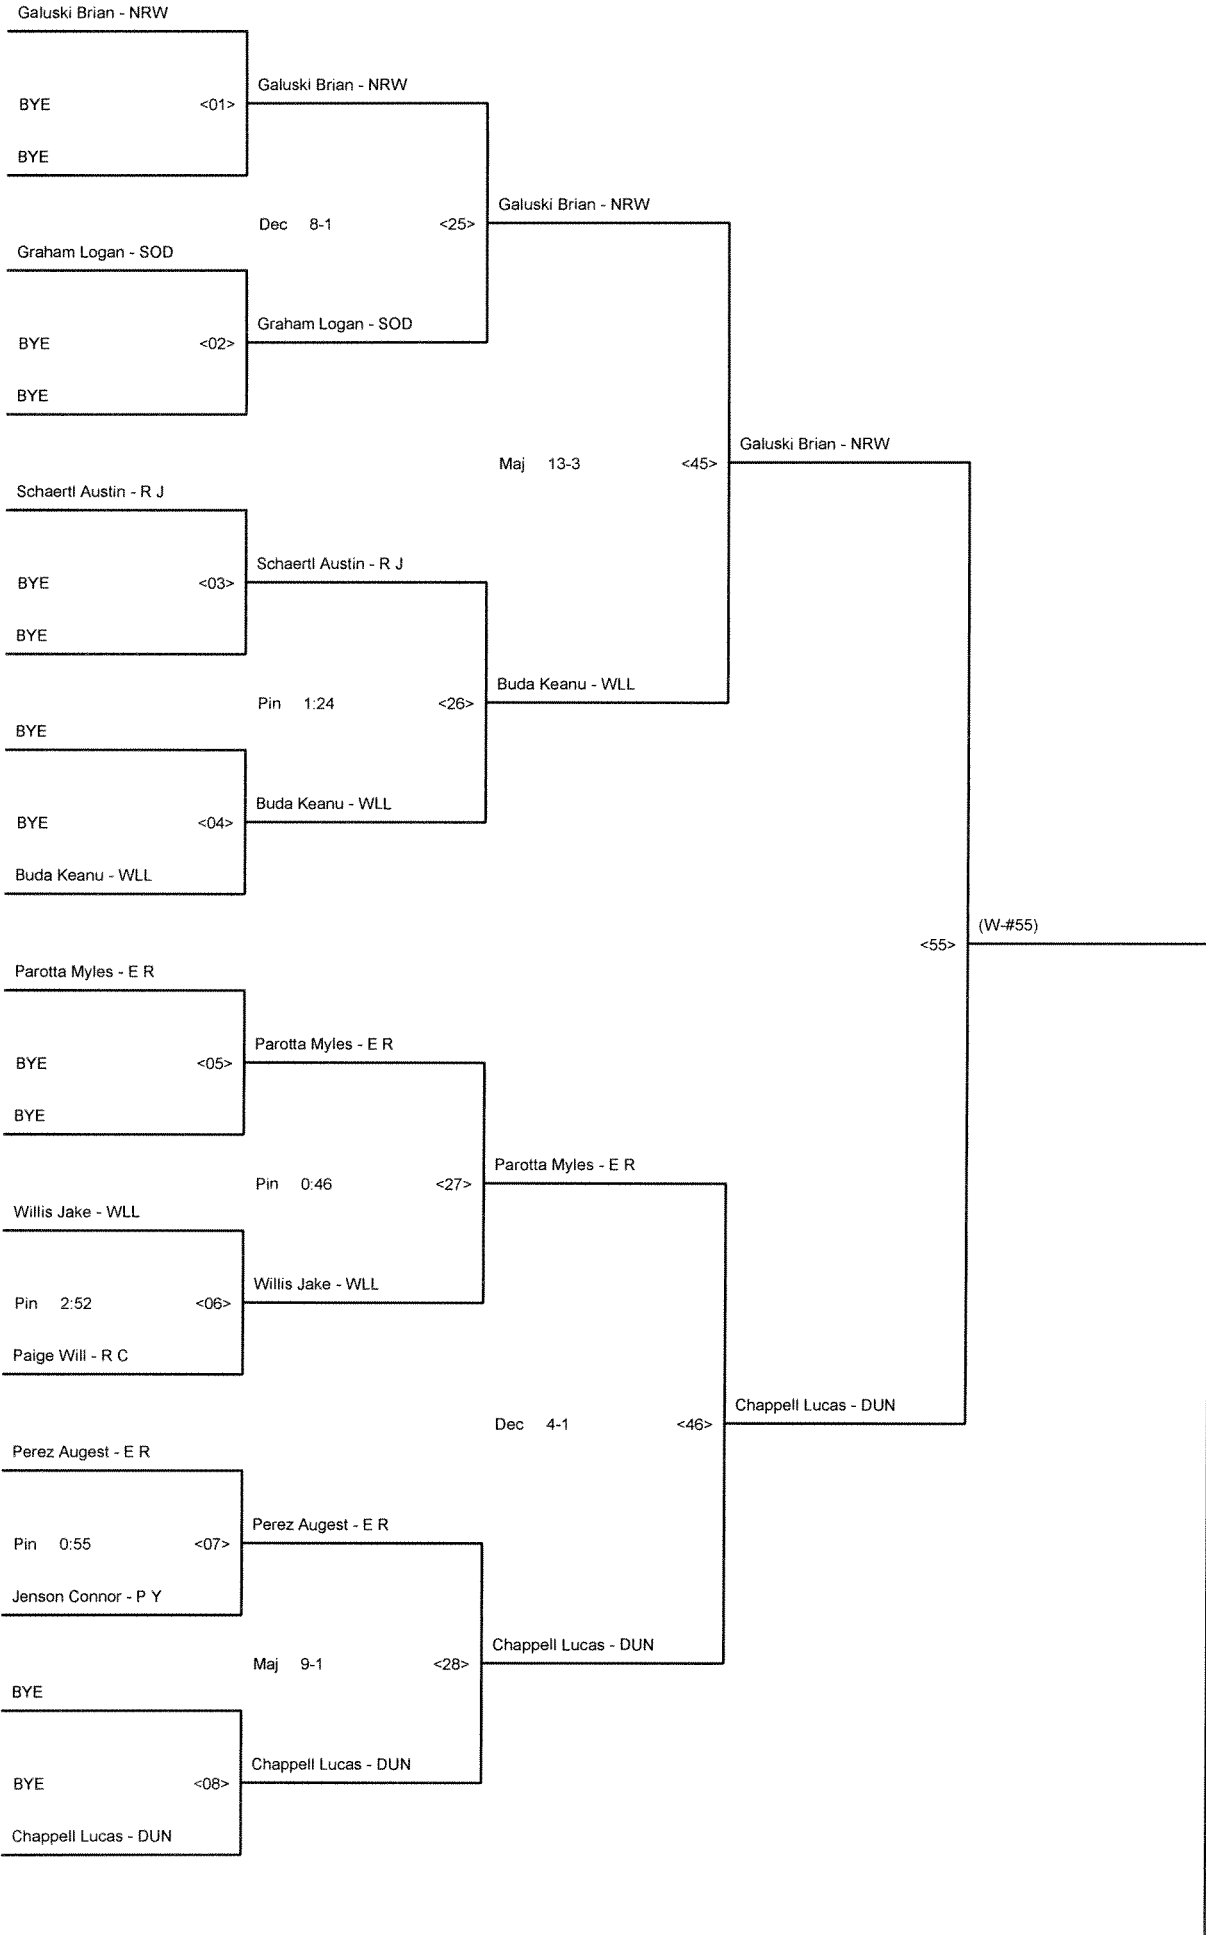 Galuski Brian - NRW
Galuski Brian - NRW
BYE <01>
BYE
Galuski Brian - NRW
Dec 8-1 <25>
Graham Logan - SOD
Graham Logan - SOD
BYE <02>
BYE
Galuski Brian - NRW
Maj 13-3 <45>
Schaertl Austin - R J
Schaertl Austin - R J
BYE <03>
BYE
Buda Keanu - WLL
Pin 1:24 <26>
BYE
Buda Keanu - WLL
BYE <04>
Buda Keanu - WLL
(W-#55)
<55>
Parotta Myles - E R
Parotta Myles - E R
BYE <05>
BYE
Parotta Myles - E R
Pin 0:46 <27>
Willis Jake - WLL
Willis Jake - WLL
Pin 2:52 <06>
Paige Will - R C
Chappell Lucas - DUN
Dec 4-1 <46>
Perez Augest - E R
Perez Augest - E R
Pin 0:55 <07>
Jenson Connor - P Y
Chappell Lucas - DUN
Maj 9-1 <28>
BYE
Chappell Lucas - DUN
BYE <08>
Chappell Lucas - DUN